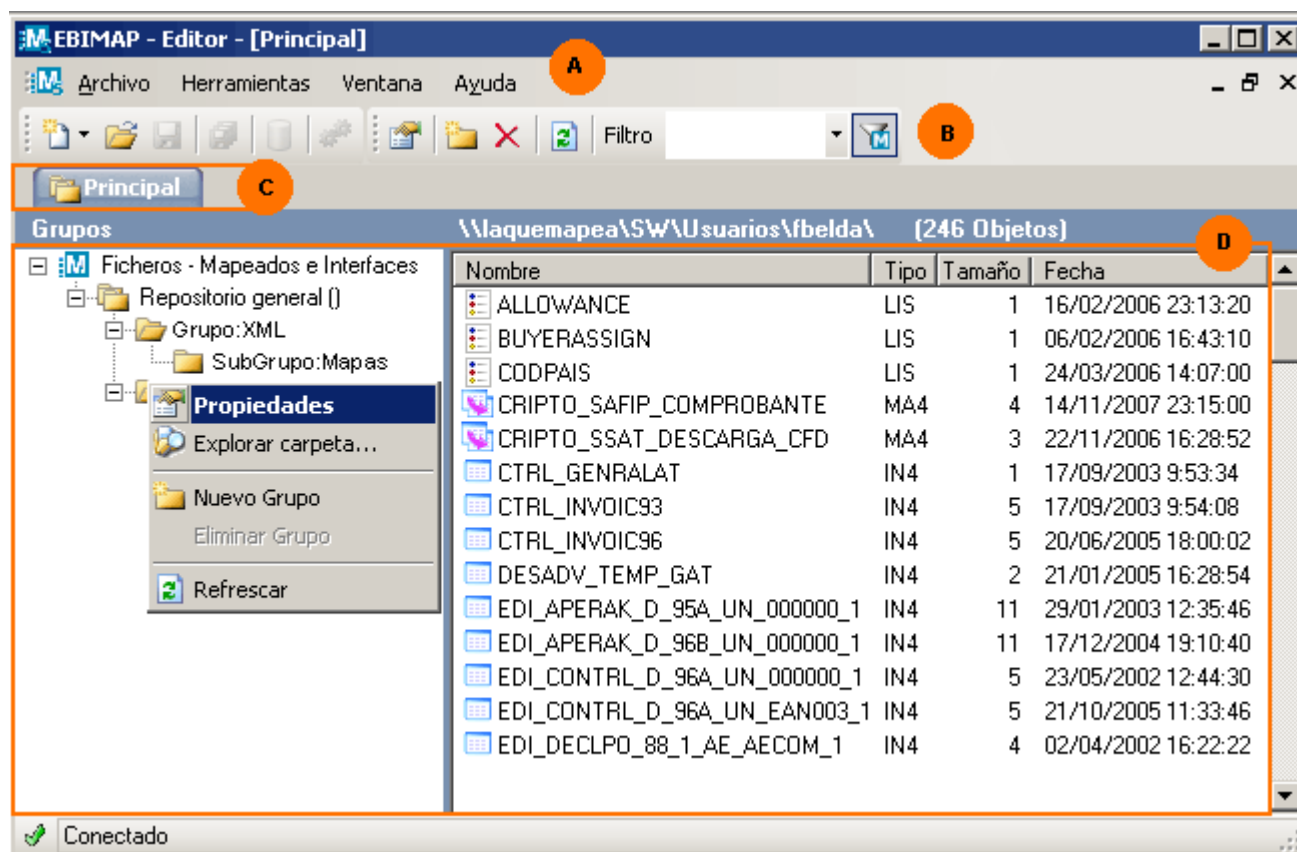 EBIMAP - Editor - [Principal]
Archivo Herramientas Ventana Ayuda A
Filtro B
Principal C
Grupos \\laquemapea\SW\Usuarios\fbelda\ (246 Objetos) D
Ficheros - Mapeados e Interfaces
Repositorio general ()
Grupo:XML
SubGrupo:Mapas
Propiedades
Explorar carpeta...
Nuevo Grupo
Eliminar Grupo
Refrescar
Nombre Tipo Tamaño Fecha
ALLOWANCE LIS 1 16/02/2006 23:13:20
BUYERASSIGN LIS 1 06/02/2006 16:43:10
CODPAIS LIS 1 24/03/2006 14:07:00
CRIPTO_SAFIP_COMPROBANTE MA4 4 14/11/2007 23:15:00
CRIPTO_SSAT_DESCARGA_CFD MA4 3 22/11/2006 16:28:52
CTRL_GENRALAT IN4 1 17/09/2003 9:53:34
CTRL_INVOIC93 IN4 5 17/09/2003 9:54:08
CTRL_INVOIC96 IN4 5 20/06/2005 18:00:02
DESADV_TEMP_GAT IN4 2 21/01/2005 16:28:54
EDI_APERAK_D_95A_UN_000000_1 IN4 11 29/01/2003 12:35:46
EDI_APERAK_D_96B_UN_000000_1 IN4 11 17/12/2004 19:10:40
EDI_CONTRL_D_96A_UN_000000_1 IN4 5 23/05/2002 12:44:30
EDI_CONTRL_D_96A_UN_EAN003_1 IN4 5 21/10/2005 11:33:46
EDI_DECLPO_88_1_AE_AECOM_1 IN4 4 02/04/2002 16:22:22
Conectado